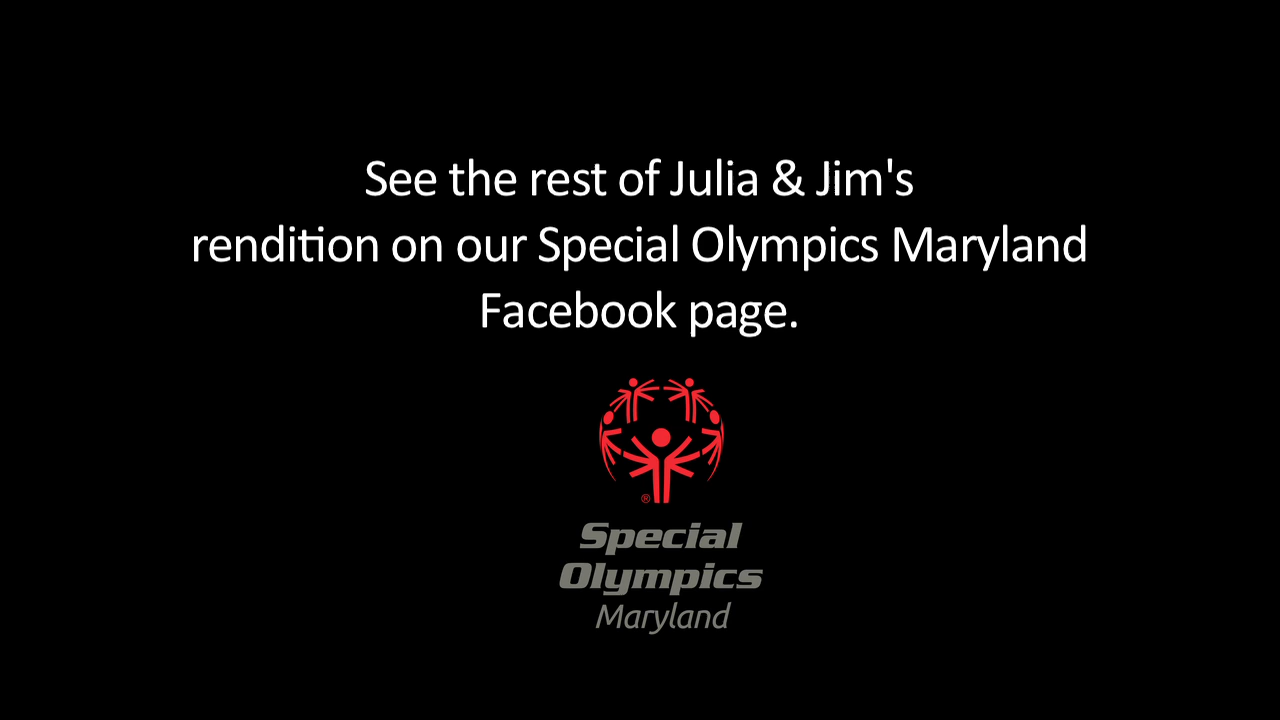 See the rest of Julia & Jim's
rendition on our Special Olympics Maryland
Facebook page.
®
Special
Olympics
Maryland